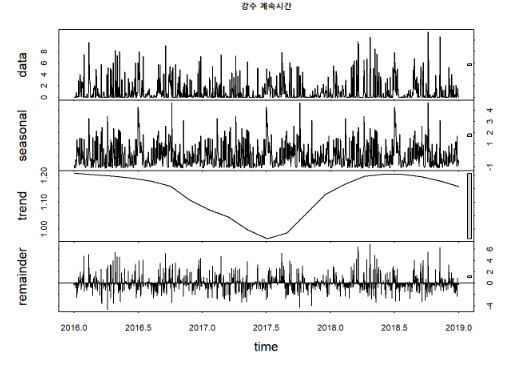 강수 계속시간
data
0 2 4 6 8
seasonal
-1 1 2 3 4
trend
1.00 1.10 1.20
remainder
-4 0 2 4 6
2016.0 2016.5 2017.0 2017.5 2018.0 2018.5 2019.0
time